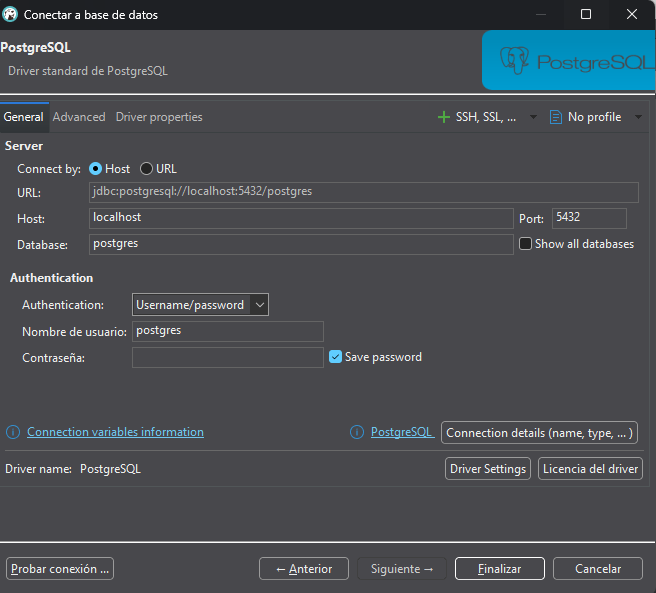 Conectar a base de datos
PostgreSQL
Driver standard de PostgreSQL
PostgreSQL
General Advanced Driver properties SSH, SSL, ... No profile
Server
Connect by: Host URL
URL: jdbc:postgresql://localhost:5432/postgres
Host: localhost Port: 5432
Database: postgres Show all databases
Authentication
Authentication: Username/password
Nombre de usuario: postgres
Contraseña: Save password
Connection variables information PostgreSQL Connection details (name, type, ... )
Driver name: PostgreSQL Driver Settings Licencia del driver
Probar conexión ... ← Anterior Siguiente → Finalizar Cancelar